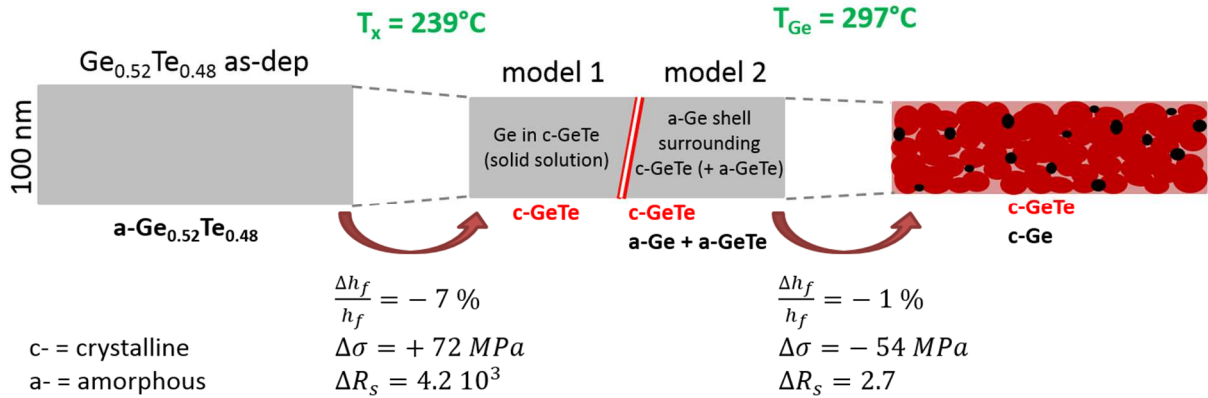 Tx = 239°C
TGe = 297°C
Ge0.52Te0.48 as-dep
model 1
model 2
100 nm
Ge in c-GeTe
(solid solution)
a-Ge shell
surrounding
c-GeTe (+ a-GeTe)
a-Ge0.52Te0.48
c-GeTe
c-GeTe
a-Ge + a-GeTe
c-GeTe
c-Ge
Δhf/hf = − 7 %
Δσ = + 72 MPa
ΔRs = 4.2 10³
Δhf/hf = − 1 %
Δσ = − 54 MPa
ΔRs = 2.7
c- = crystalline
a- = amorphous